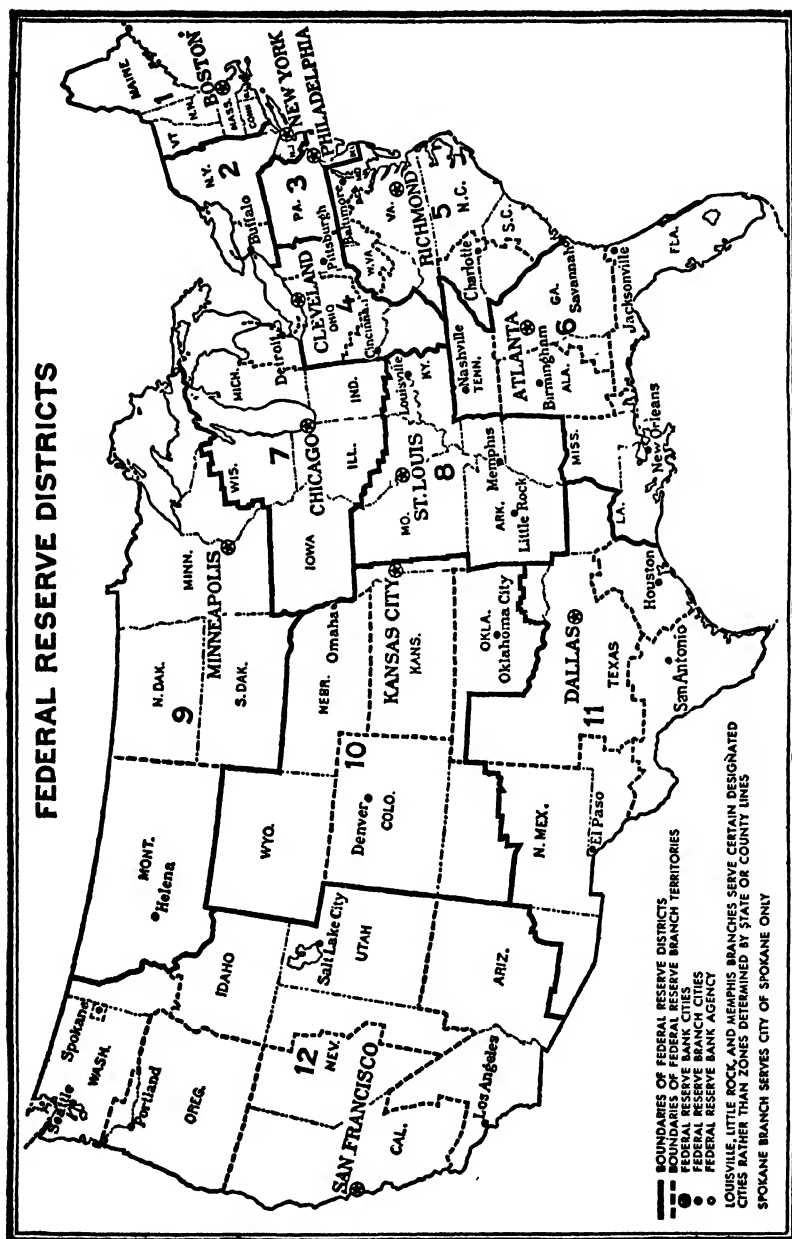 FEDERAL RESERVE DISTRICTS
MAINE
1
VT
N.H.
BOSTON
MASS.
CONN
N.Y.
2
Buffalo
NEW YORK
N.J.
PHILADELPHIA
PA.
3
Pittsburgh
CLEVELAND
OHIO
4
Cincinnati
Baltimore
MD
W.VA
VA.
RICHMOND
5
N.C.
Charlotte
S.C.
Nashville
TENN.
ATLANTA
GA.
Savannah
Birmingham
ALA.
6
Jacksonville
FLA.
MISS.
New Orleans
LA.
MICH.
Detroit
WIS.
7
CHICAGO
ILL.
IND.
IOWA
Louisville
KY.
ST. LOUIS
MO.
8
Memphis
ARK.
Little Rock
MINN.
MINNEAPOLIS
N. DAK.
9
S. DAK.
MONT.
Helena
NEBR.
Omaha
KANSAS CITY
KANS.
10
WYO.
Denver
COLO.
OKLA.
Oklahoma City
DALLAS
TEXAS
11
Houston
San Antonio
El Paso
N. MEX.
Seattle
Spokane
WASH.
Portland
OREG.
IDAHO
Salt Lake City
UTAH
12
NEV.
SAN FRANCISCO
CAL.
Los Angeles
ARIZ.
BOUNDARIES OF FEDERAL RESERVE DISTRICTS
BOUNDARIES OF FEDERAL RESERVE BRANCH TERRITORIES
FEDERAL RESERVE BANK CITIES
FEDERAL RESERVE BRANCH CITIES
FEDERAL RESERVE BANK AGENCY
LOUISVILLE, LITTLE ROCK, AND MEMPHIS BRANCHES SERVE CERTAIN DESIGNATED
CITIES RATHER THAN ZONES DETERMINED BY STATE OR COUNTY LINES
SPOKANE BRANCH SERVES CITY OF SPOKANE ONLY